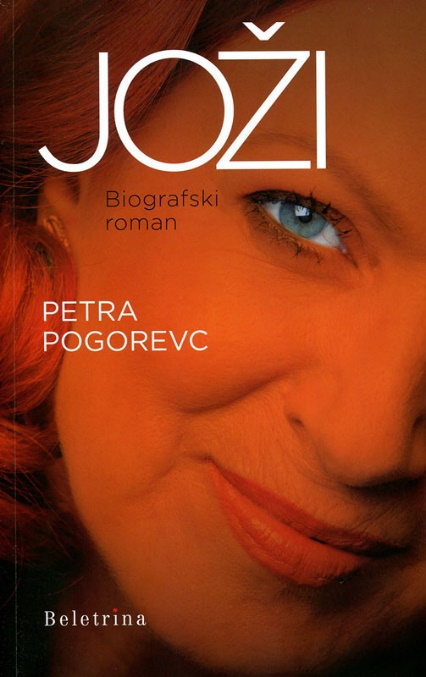 JOŽI
Biografski
roman
PETRA
POGOREVC
Beletrina